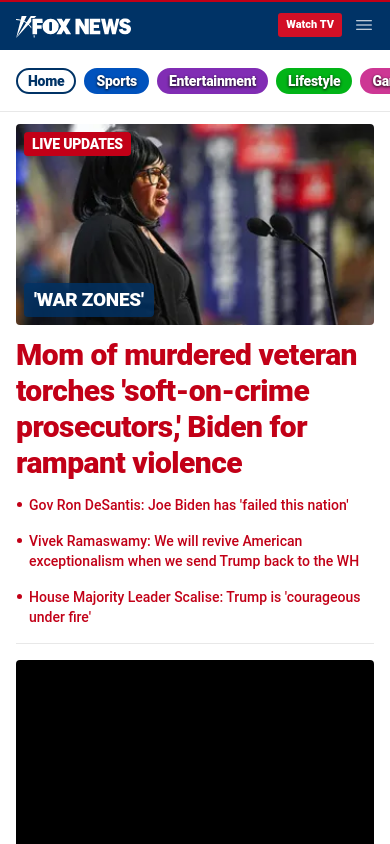 FOX NEWS
Watch TV
Home
Sports
Entertainment
Lifestyle
LIVE UPDATES
'WAR ZONES'
Mom of murdered veteran
torches 'soft-on-crime
prosecutors,' Biden for
rampant violence
• Gov Ron DeSantis: Joe Biden has 'failed this nation'
• Vivek Ramaswamy: We will revive American
exceptionalism when we send Trump back to the WH
• House Majority Leader Scalise: Trump is 'courageous
under fire'